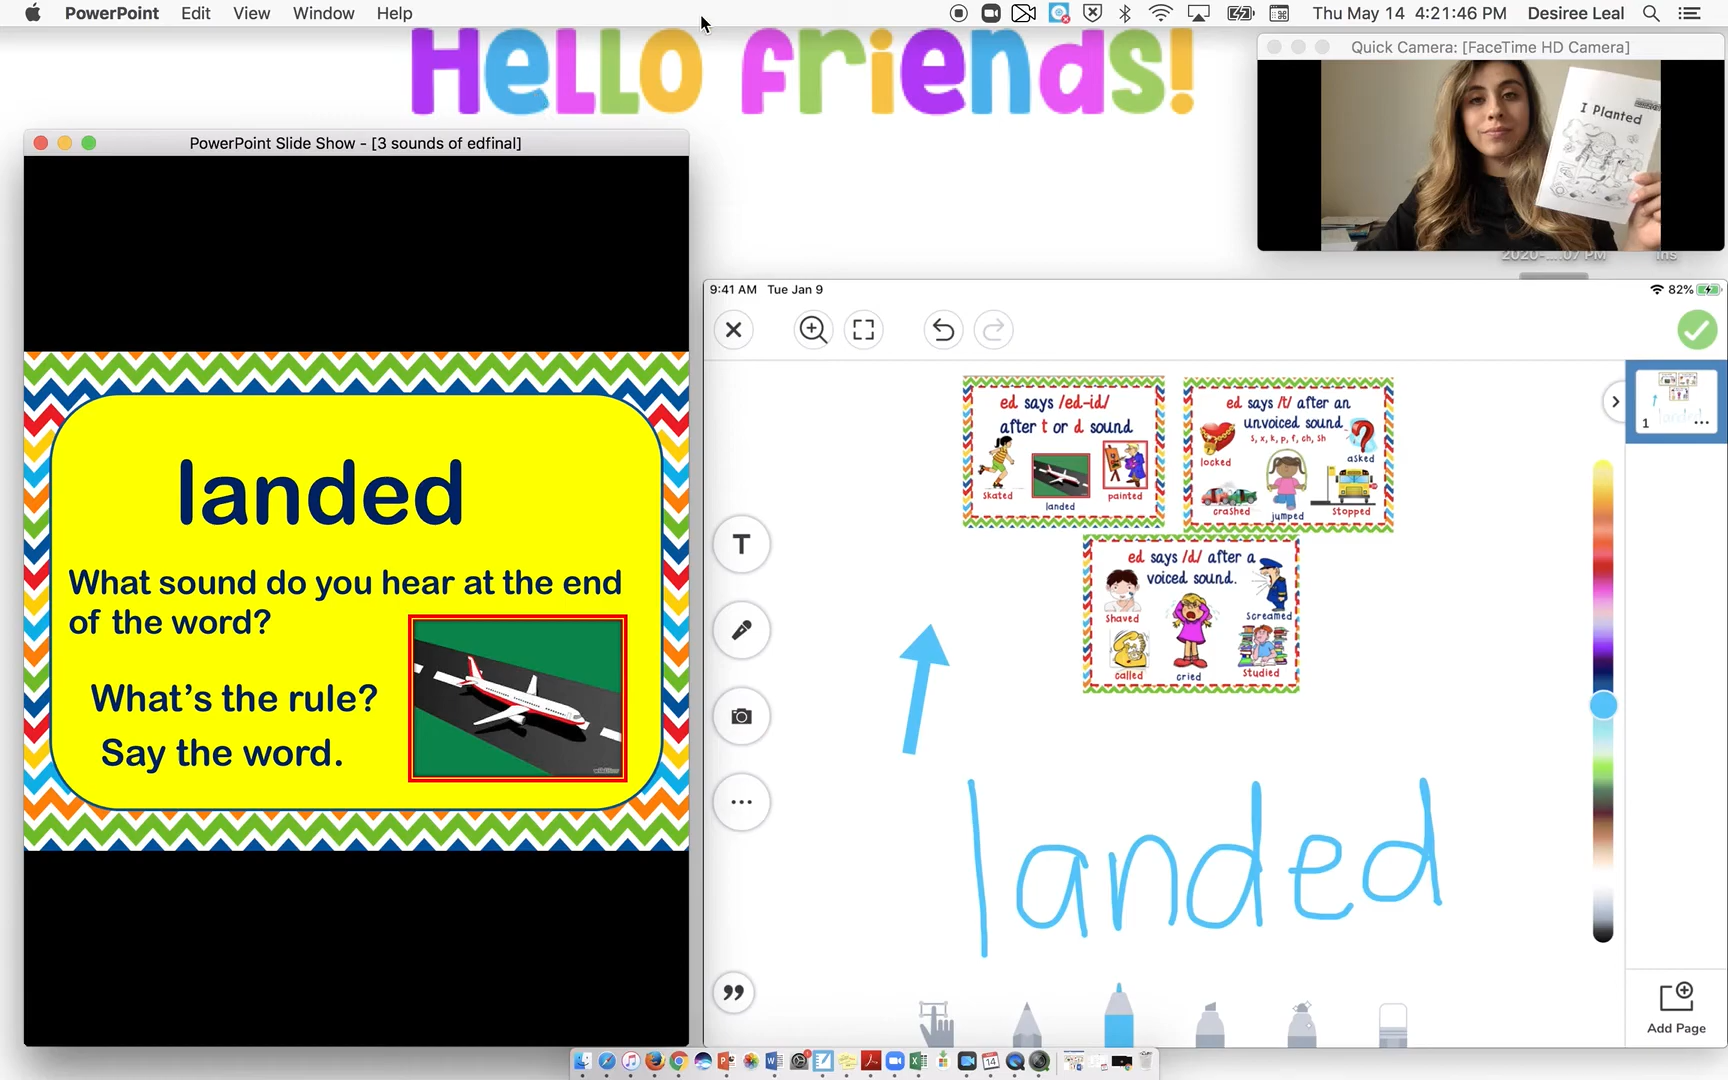 PowerPoint Edit View Window Help
Thu May 14 4:21:46 PM Desiree Leal
Hello friends!
Quick Camera: [FaceTime HD Camera]
I Planted
PowerPoint Slide Show - [3 sounds of edfinal]
landed
What sound do you hear at the end
of the word?
What's the rule?
Say the word.
9:41 AM Tue Jan 9
82%
ed says /ed-id/
after t or d sound
skated
landed
painted
ed says /t/ after an
unvoiced sound
s, x, k, p, f, ch, sh
locked
asked
crashed
jumped
stopped
ed says /d/ after a
voiced sound.
shaved
screamed
called
cried
studied
landed
T
1
Add Page